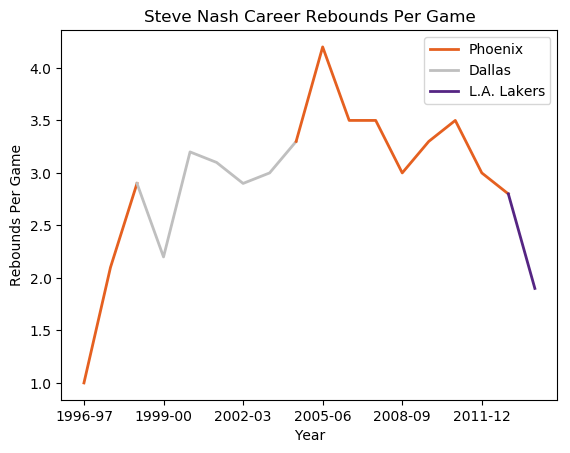 Steve Nash Career Rebounds Per Game
Phoenix
Dallas
L.A. Lakers
Rebounds Per Game
4.0
3.5
3.0
2.5
2.0
1.5
1.0
1996-97 1999-00 2002-03 2005-06 2008-09 2011-12
Year